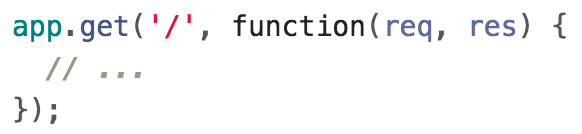 app.get('/', function(req, res) {
  // ...
});